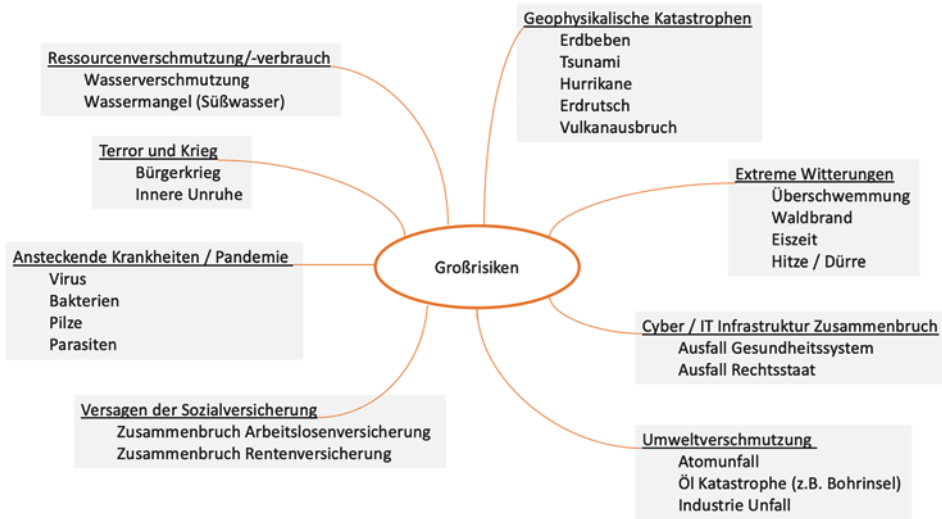 Geophysikalische Katastrophen
Erdbeben
Tsunami
Hurrikane
Erdrutsch
Vulkanausbruch
Ressourcenverschmutzung/-verbrauch
Wasserverschmutzung
Wassermangel (Süßwasser)
Terror und Krieg
Bürgerkrieg
Innere Unruhe
Extreme Witterungen
Überschwemmung
Waldbrand
Eiszeit
Hitze / Dürre
Ansteckende Krankheiten / Pandemie
Virus
Bakterien
Pilze
Parasiten
Großrisiken
Cyber / IT Infrastruktur Zusammenbruch
Ausfall Gesundheitssystem
Ausfall Rechtsstaat
Versagen der Sozialversicherung
Zusammenbruch Arbeitslosenversicherung
Zusammenbruch Rentenversicherung
Umweltverschmutzung
Atomunfall
Öl Katastrophe (z.B. Bohrinsel)
Industrie Unfall